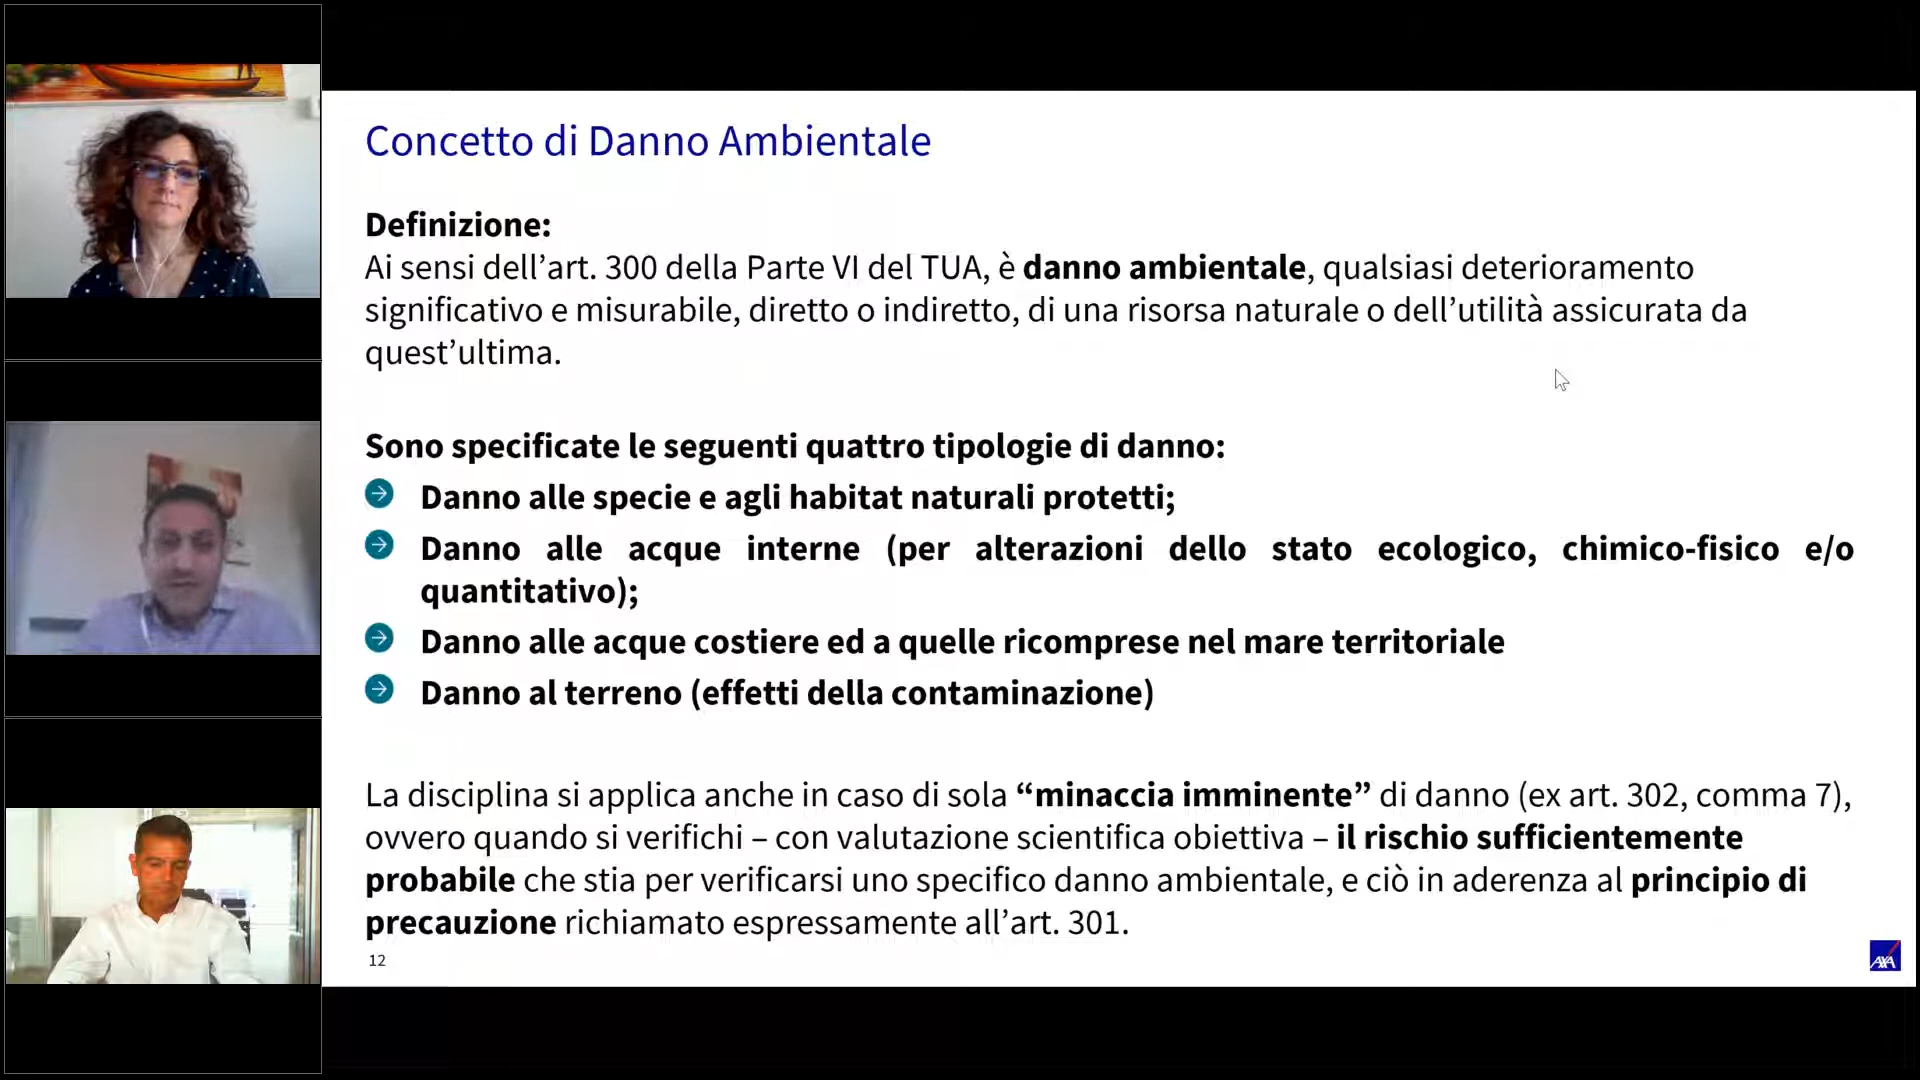 Concetto di Danno Ambientale
Definizione:
Ai sensi dell’art. 300 della Parte VI del TUA, è danno ambientale, qualsiasi deterioramento
significativo e misurabile, diretto o indiretto, di una risorsa naturale o dell’utilità assicurata da
quest’ultima.
Sono specificate le seguenti quattro tipologie di danno:
Danno alle specie e agli habitat naturali protetti;
Danno alle acque interne (per alterazioni dello stato ecologico, chimico-fisico e/o
quantitativo);
Danno alle acque costiere ed a quelle ricomprese nel mare territoriale
Danno al terreno (effetti della contaminazione)
La disciplina si applica anche in caso di sola “minaccia imminente” di danno (ex art. 302, comma 7),
ovvero quando si verifichi – con valutazione scientifica obiettiva – il rischio sufficientemente
probabile che stia per verificarsi uno specifico danno ambientale, e ciò in aderenza al principio di
precauzione richiamato espressamente all’art. 301.
12
AXA